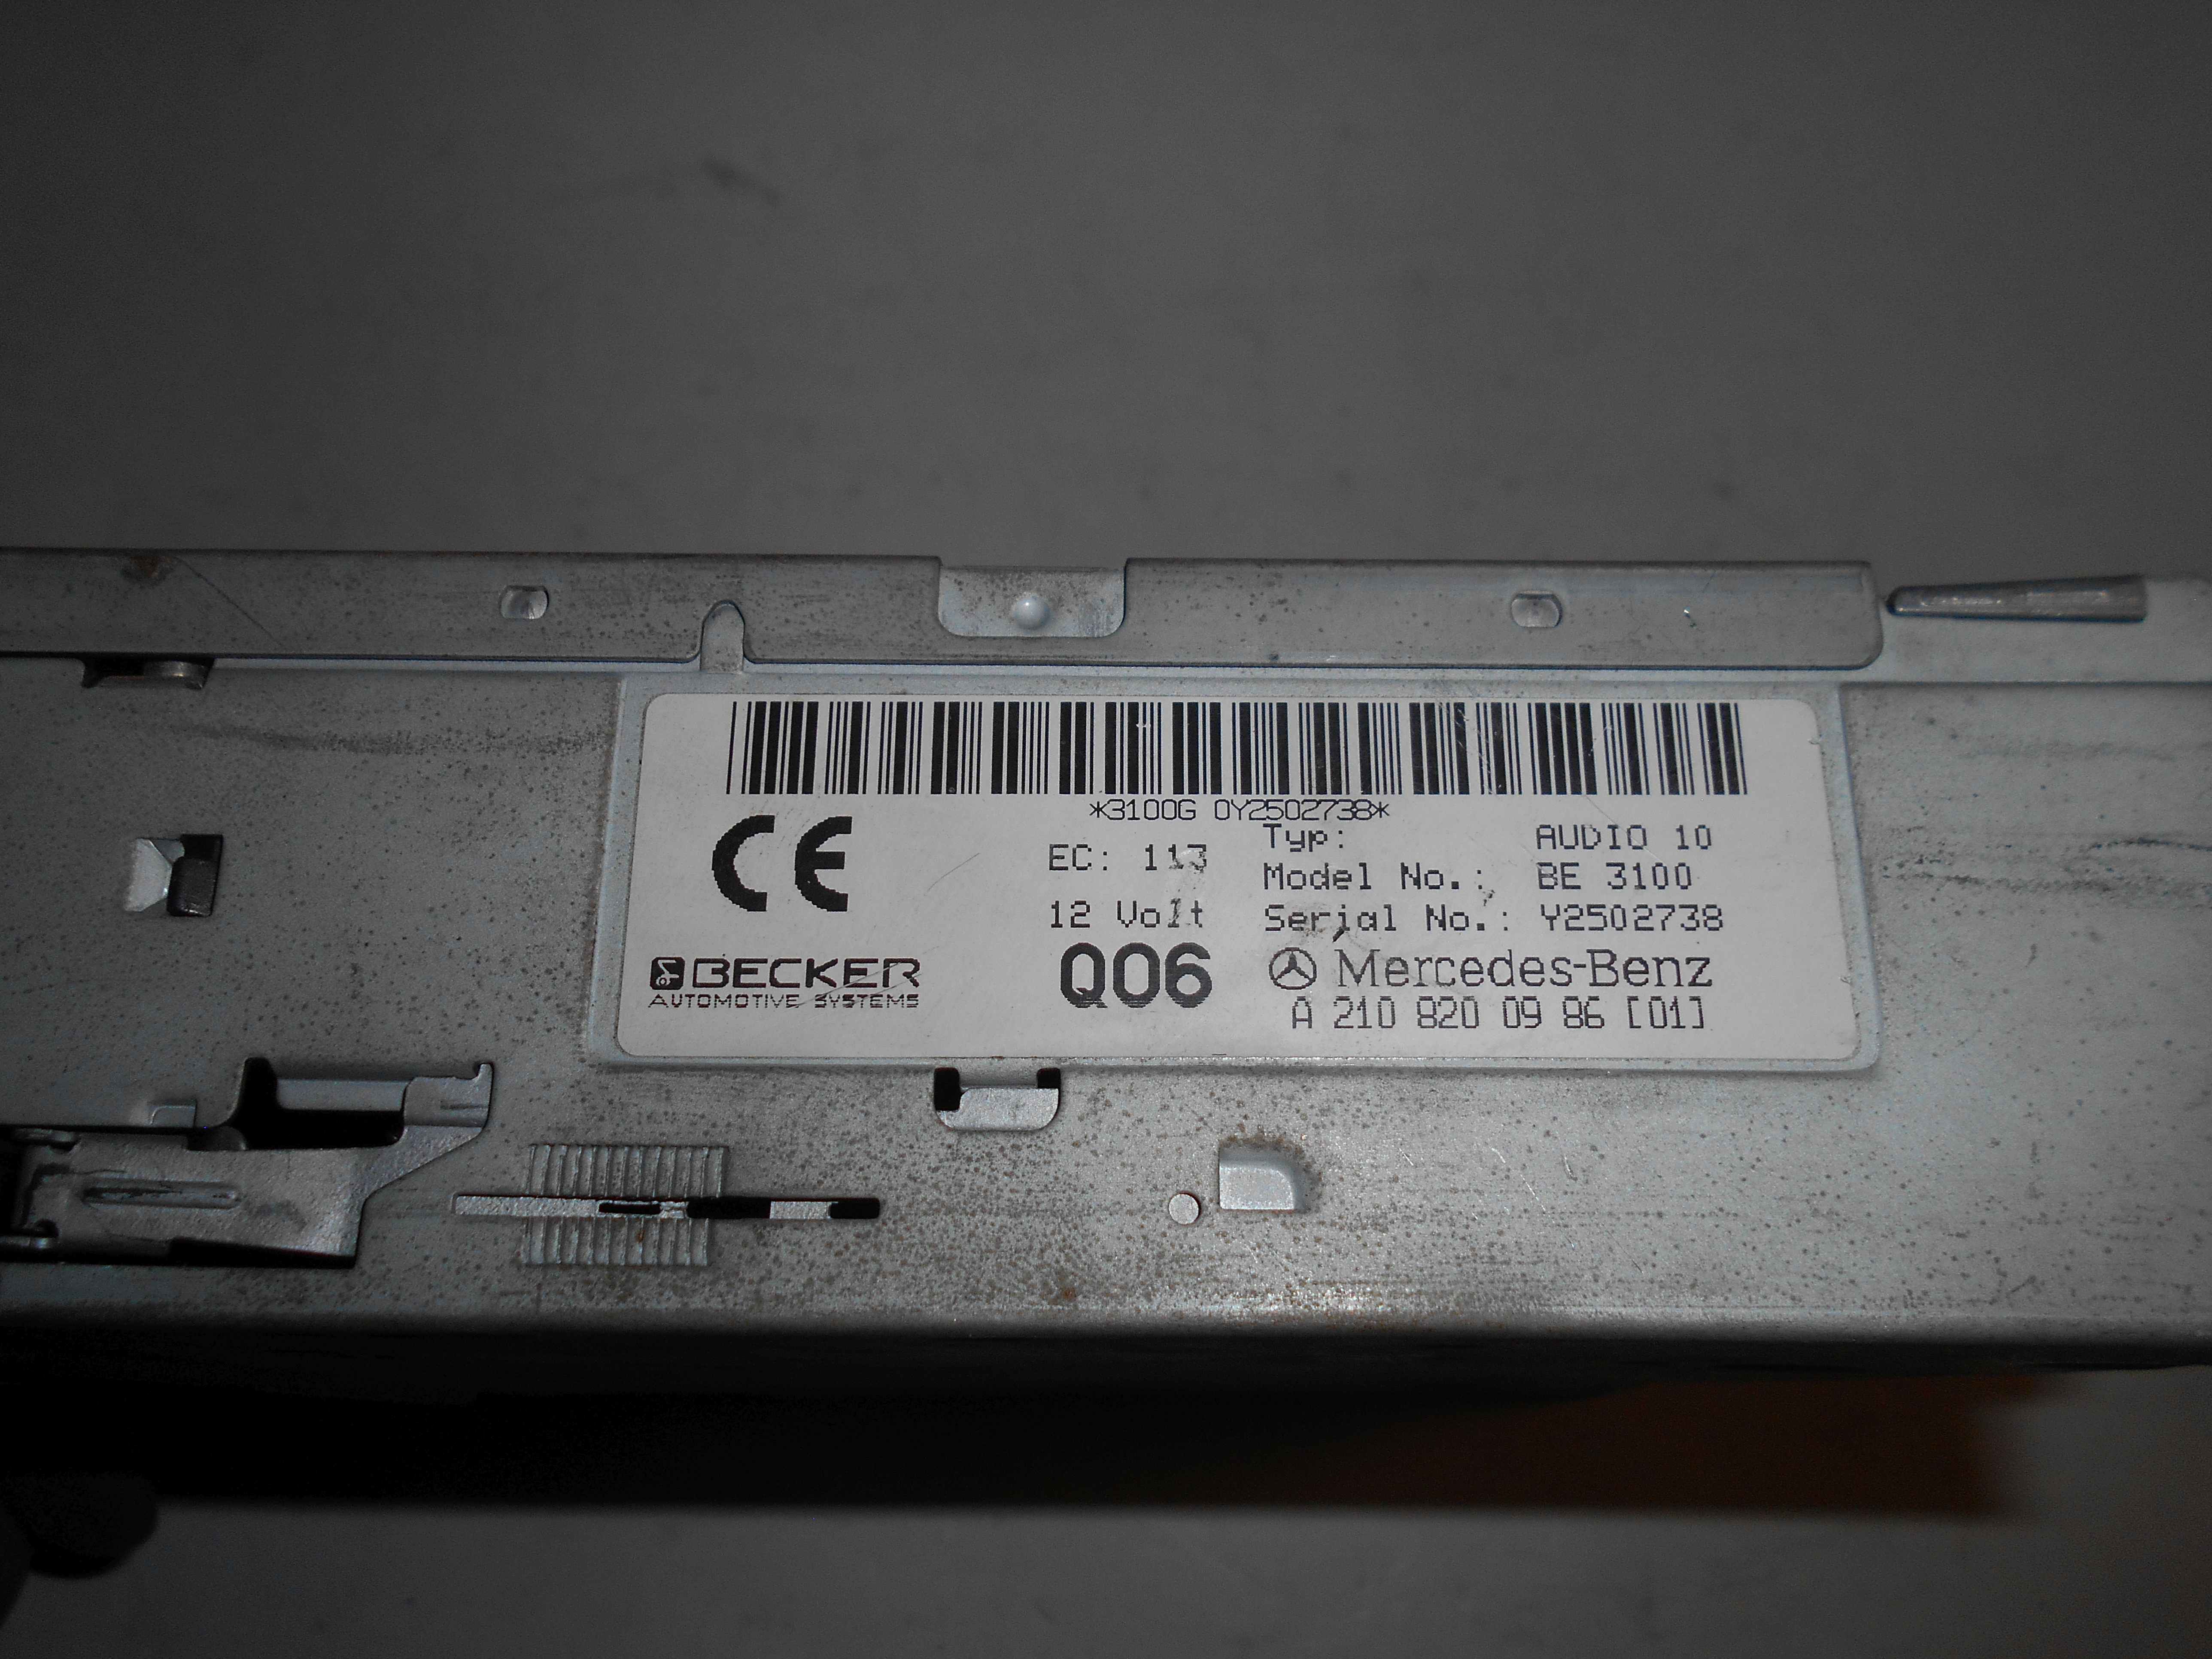 *3100G 0Y2502738*
CE
EC: 113
12 Volt
Q06
BECKER
AUTOMOTIVE SYSTEMS
Typ: AUDIO 10
Model No.: BE 3100
Serial No.: Y2502738
Mercedes-Benz
A 210 820 09 86 [01]